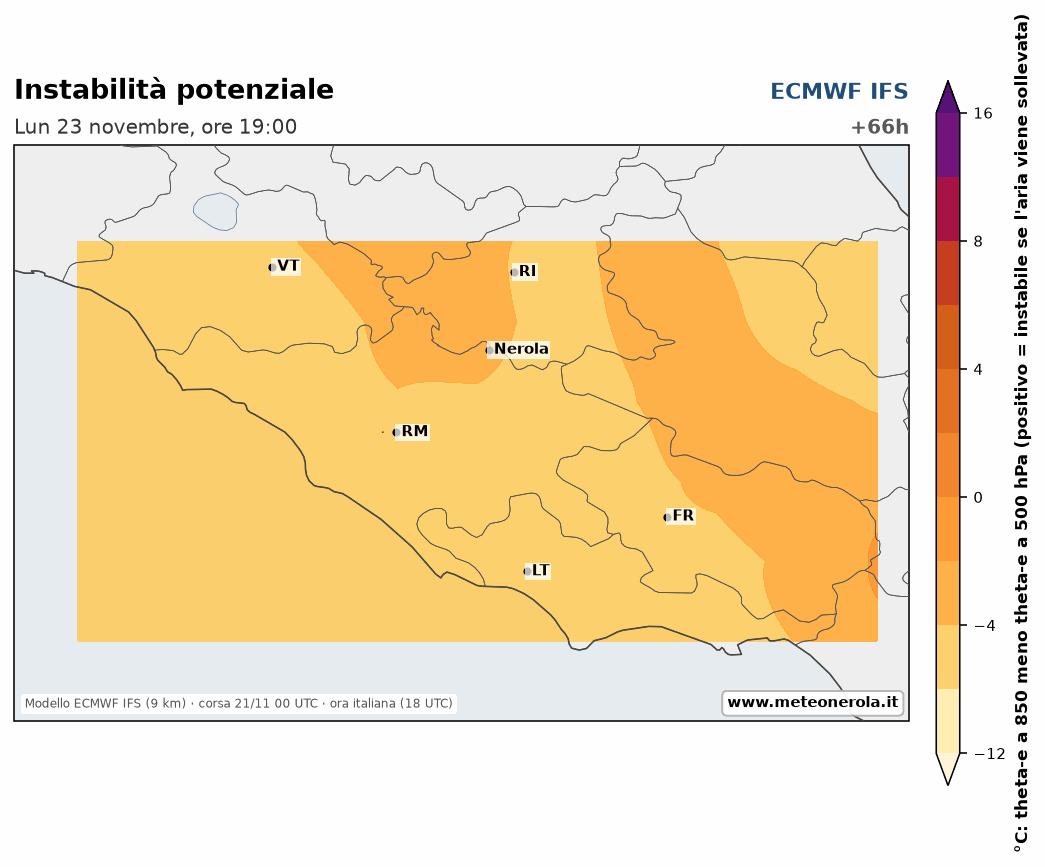 Instabilità potenziale
ECMWF IFS
Lun 23 novembre, ore 19:00
+66h
VT
RI
Nerola
RM
FR
LT
Modello ECMWF IFS (9 km) · corsa 21/11 00 UTC · ora italiana (18 UTC)
www.meteonerola.it
16
8
4
0
−4
−12
°C: theta-e a 850 meno theta-e a 500 hPa (positivo = instabile se l'aria viene sollevata)